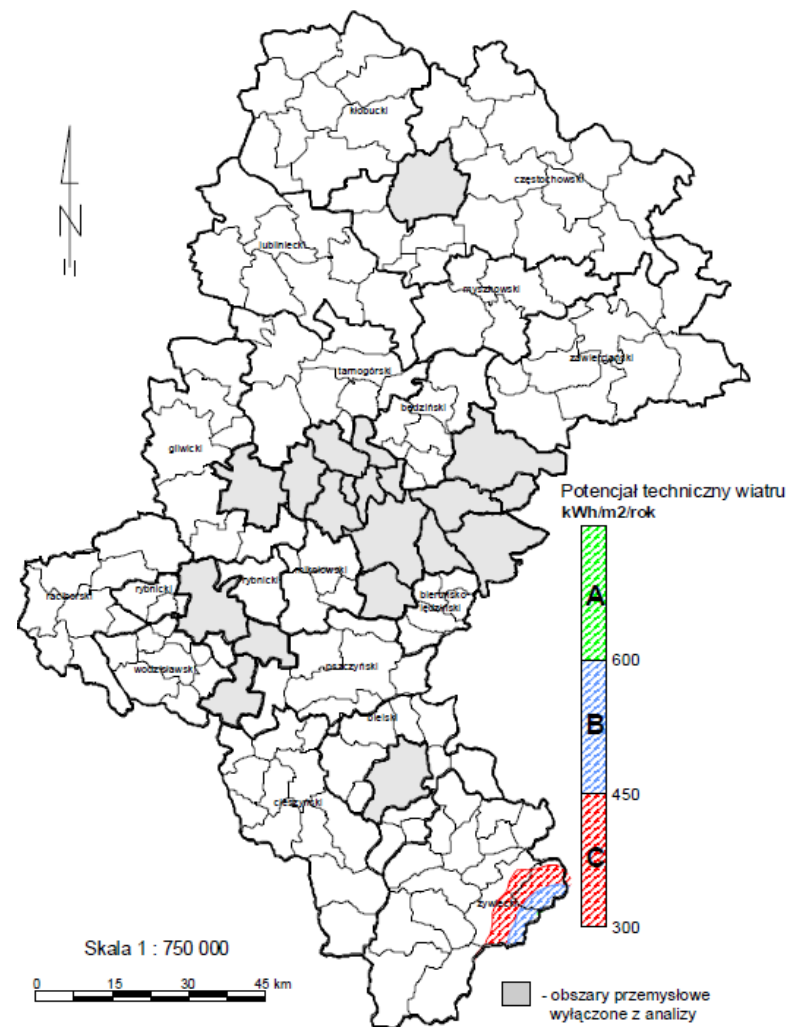 kłobucki
częstochowski
N
lubliniecki
myszkowski
zawierciański
tarnogórski
będziński
gliwicki
Potencjał techniczny wiatru
kWh/m2/rok
A
mikołowski
raciborski
rybnicki
rybnicki
bieruńsko
lędziński
600
wodzisławski
pszczyński
B
bielski
450
cieszyński
C
żywiecki
300
Skala 1 : 750 000
0 15 30 45 km
- obszary przemysłowe
wyłączone z analizy